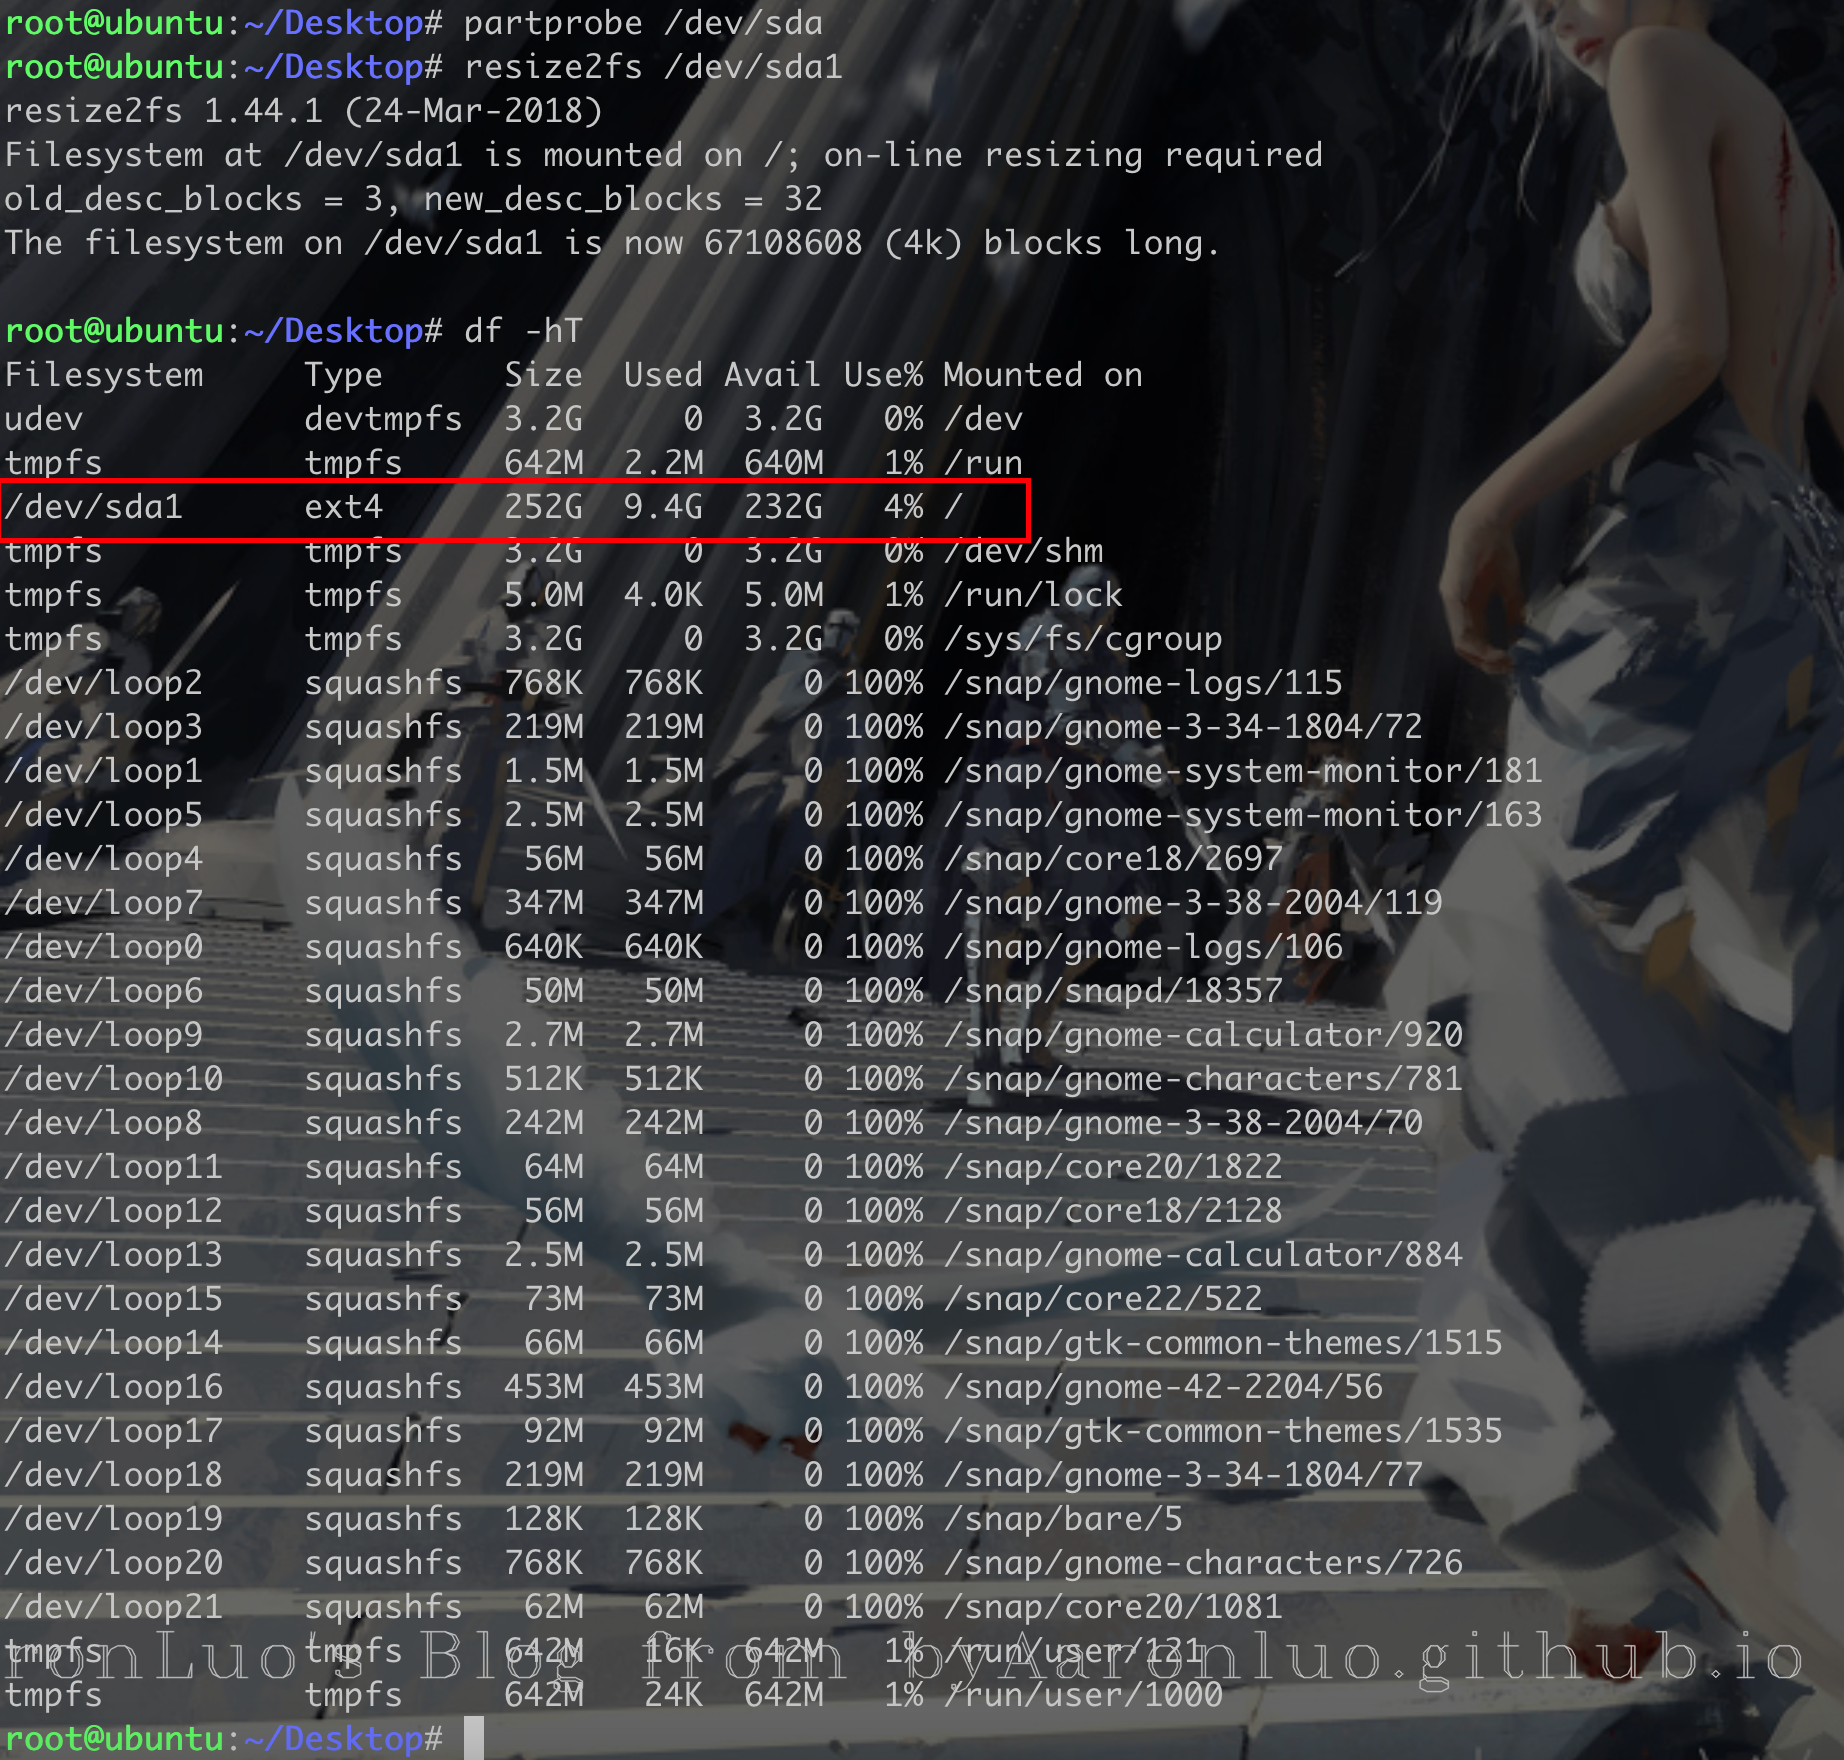 root@ubuntu:~/Desktop# partprobe /dev/sda
root@ubuntu:~/Desktop# resize2fs /dev/sda1
resize2fs 1.44.1 (24-Mar-2018)
Filesystem at /dev/sda1 is mounted on /; on-line resizing required
old_desc_blocks = 3, new_desc_blocks = 32
The filesystem on /dev/sda1 is now 67108608 (4k) blocks long.
root@ubuntu:~/Desktop# df -hT
Filesystem     Type      Size  Used Avail Use% Mounted on
udev           devtmpfs  3.2G     0  3.2G   0% /dev
tmpfs          tmpfs     642M  2.2M  640M   1% /run
/dev/sda1      ext4      252G  9.4G  232G   4% /
tmpfs          tmpfs     3.2G     0  3.2G   0% /dev/shm
tmpfs          tmpfs     5.0M  4.0K  5.0M   1% /run/lock
tmpfs          tmpfs     3.2G     0  3.2G   0% /sys/fs/cgroup
/dev/loop2     squashfs  768K  768K     0 100% /snap/gnome-logs/115
/dev/loop3     squashfs  219M  219M     0 100% /snap/gnome-3-34-1804/72
/dev/loop1     squashfs  1.5M  1.5M     0 100% /snap/gnome-system-monitor/181
/dev/loop5     squashfs  2.5M  2.5M     0 100% /snap/gnome-system-monitor/163
/dev/loop4     squashfs   56M   56M     0 100% /snap/core18/2697
/dev/loop7     squashfs  347M  347M     0 100% /snap/gnome-3-38-2004/119
/dev/loop0     squashfs  640K  640K     0 100% /snap/gnome-logs/106
/dev/loop6     squashfs   50M   50M     0 100% /snap/snapd/18357
/dev/loop9     squashfs  2.7M  2.7M     0 100% /snap/gnome-calculator/920
/dev/loop10    squashfs  512K  512K     0 100% /snap/gnome-characters/781
/dev/loop8     squashfs  242M  242M     0 100% /snap/gnome-3-38-2004/70
/dev/loop11    squashfs   64M   64M     0 100% /snap/core20/1822
/dev/loop12    squashfs   56M   56M     0 100% /snap/core18/2128
/dev/loop13    squashfs  2.5M  2.5M     0 100% /snap/gnome-calculator/884
/dev/loop15    squashfs   73M   73M     0 100% /snap/core22/522
/dev/loop14    squashfs   66M   66M     0 100% /snap/gtk-common-themes/1515
/dev/loop16    squashfs  453M  453M     0 100% /snap/gnome-42-2204/56
/dev/loop17    squashfs   92M   92M     0 100% /snap/gtk-common-themes/1535
/dev/loop18    squashfs  219M  219M     0 100% /snap/gnome-3-34-1804/77
/dev/loop19    squashfs  128K  128K     0 100% /snap/bare/5
/dev/loop20    squashfs  768K  768K     0 100% /snap/gnome-characters/726
/dev/loop21    squashfs   62M   62M     0 100% /snap/core20/1081
tmpfs          tmpfs     642M   16K  642M   1% /run/user/121
ronLuo's Blog from byAaronluo.github.io
tmpfs          tmpfs     642M   24K  642M   1% /run/user/1000
root@ubuntu:~/Desktop#